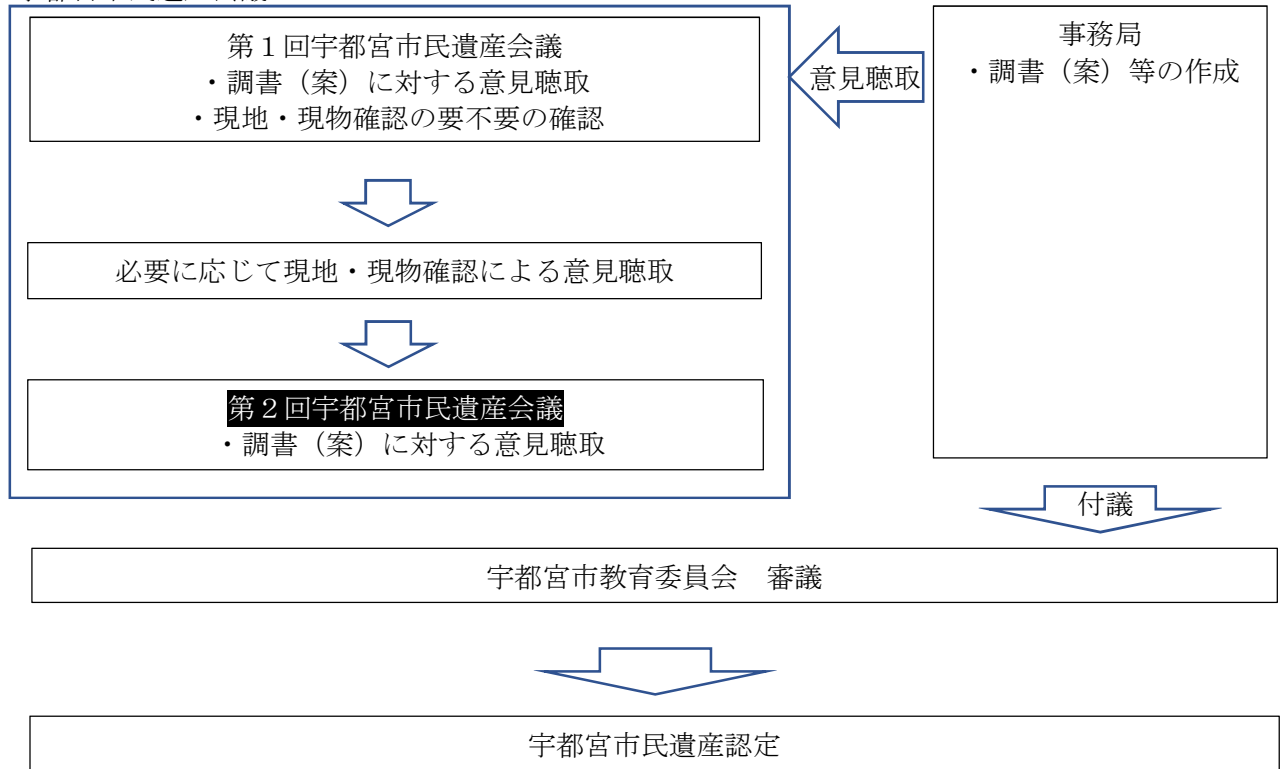 第１回宇都宮市民遺産会議
・調書（案）に対する意見聴取
・現地・現物確認の要不要の確認
意見聴取
事務局
・調書（案）等の作成
必要に応じて現地・現物確認による意見聴取
第２回宇都宮市民遺産会議
・調書（案）に対する意見聴取
付議
宇都宮市教育委員会　審議
宇都宮市民遺産認定